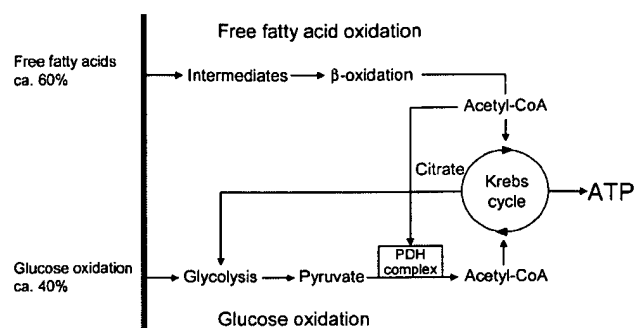 Free fatty acid oxidation
Free fatty acids
ca. 60%
Intermediates
β-oxidation
Acetyl-CoA
Citrate
Krebs
cycle
ATP
PDH
complex
Glucose oxidation
ca. 40%
Glycolysis
Pyruvate
Acetyl-CoA
Glucose oxidation